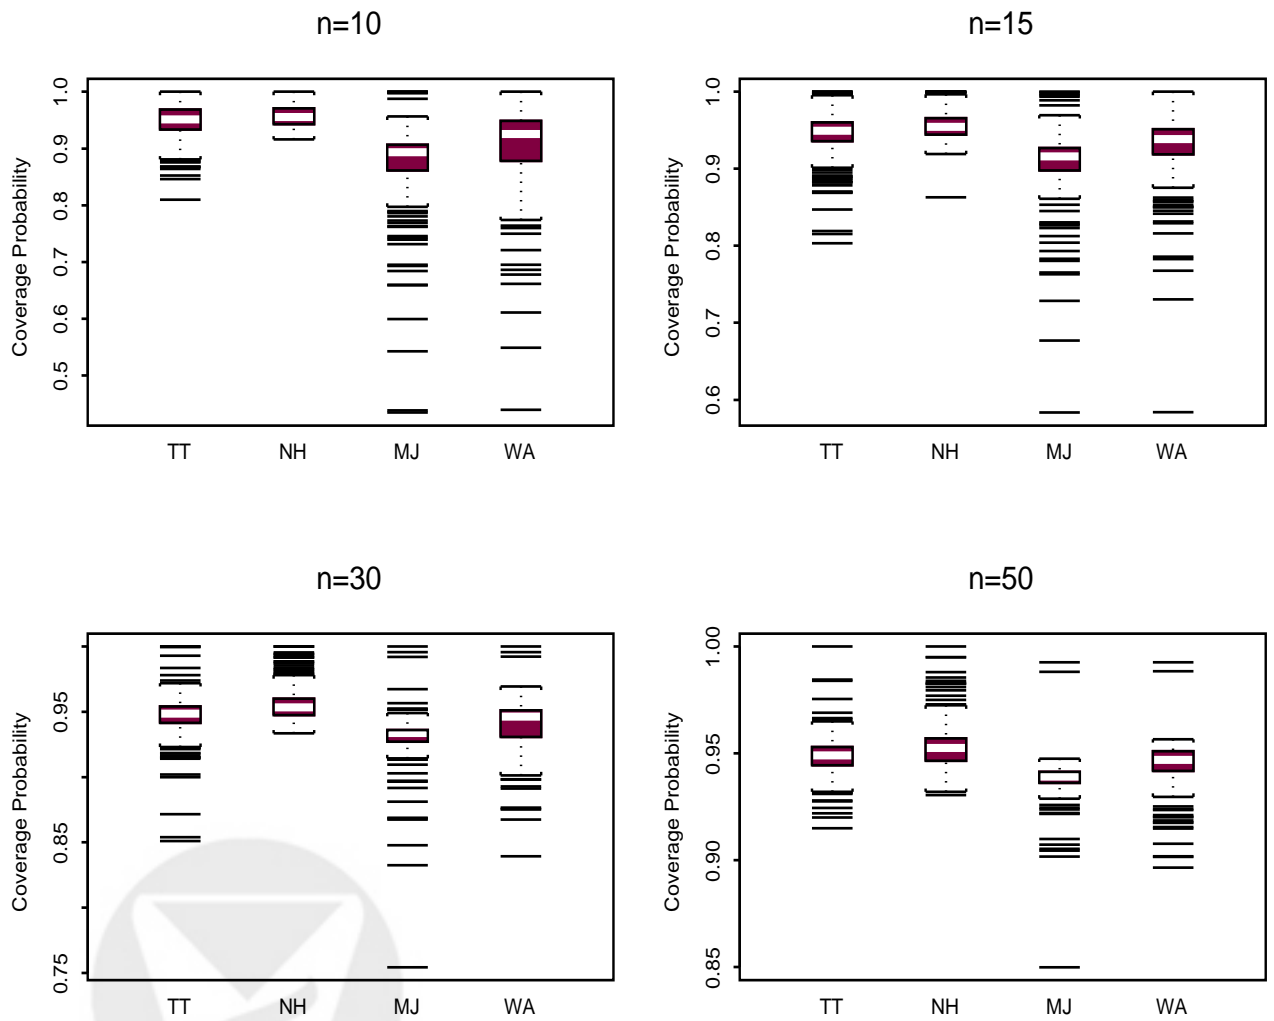 n=10
Coverage Probability
1.0
0.9
0.8
0.7
0.6
0.5
TT NH MJ WA
n=15
Coverage Probability
1.0
0.9
0.8
0.7
0.6
TT NH MJ WA
n=30
Coverage Probability
0.95
0.85
0.75
TT NH MJ WA
n=50
Coverage Probability
1.00
0.95
0.90
0.85
TT NH MJ WA